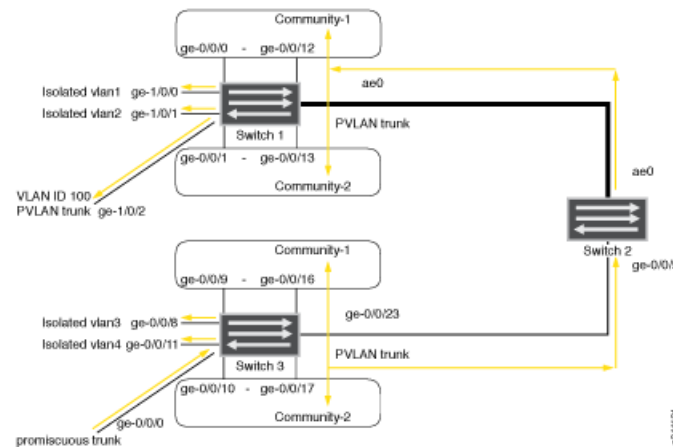 Community-1
ge-0/0/0 - ge-0/0/12
ae0
Isolated vlan1 ge-1/0/0
Isolated vlan2 ge-1/0/1
Switch 1
PVLAN trunk
ge-0/0/1 - ge-0/0/13
Community-2
VLAN ID 100
PVLAN trunk ge-1/0/2
ae0
Switch 2
Community-1
ge-0/0/9 - ge-0/0/16
ge-0/0/23
Isolated vlan3 ge-0/0/8
Isolated vlan4 ge-0/0/11
Switch 3
PVLAN trunk
ge-0/0/10 - ge-0/0/17
Community-2
ge-0/0/0
promiscuous trunk